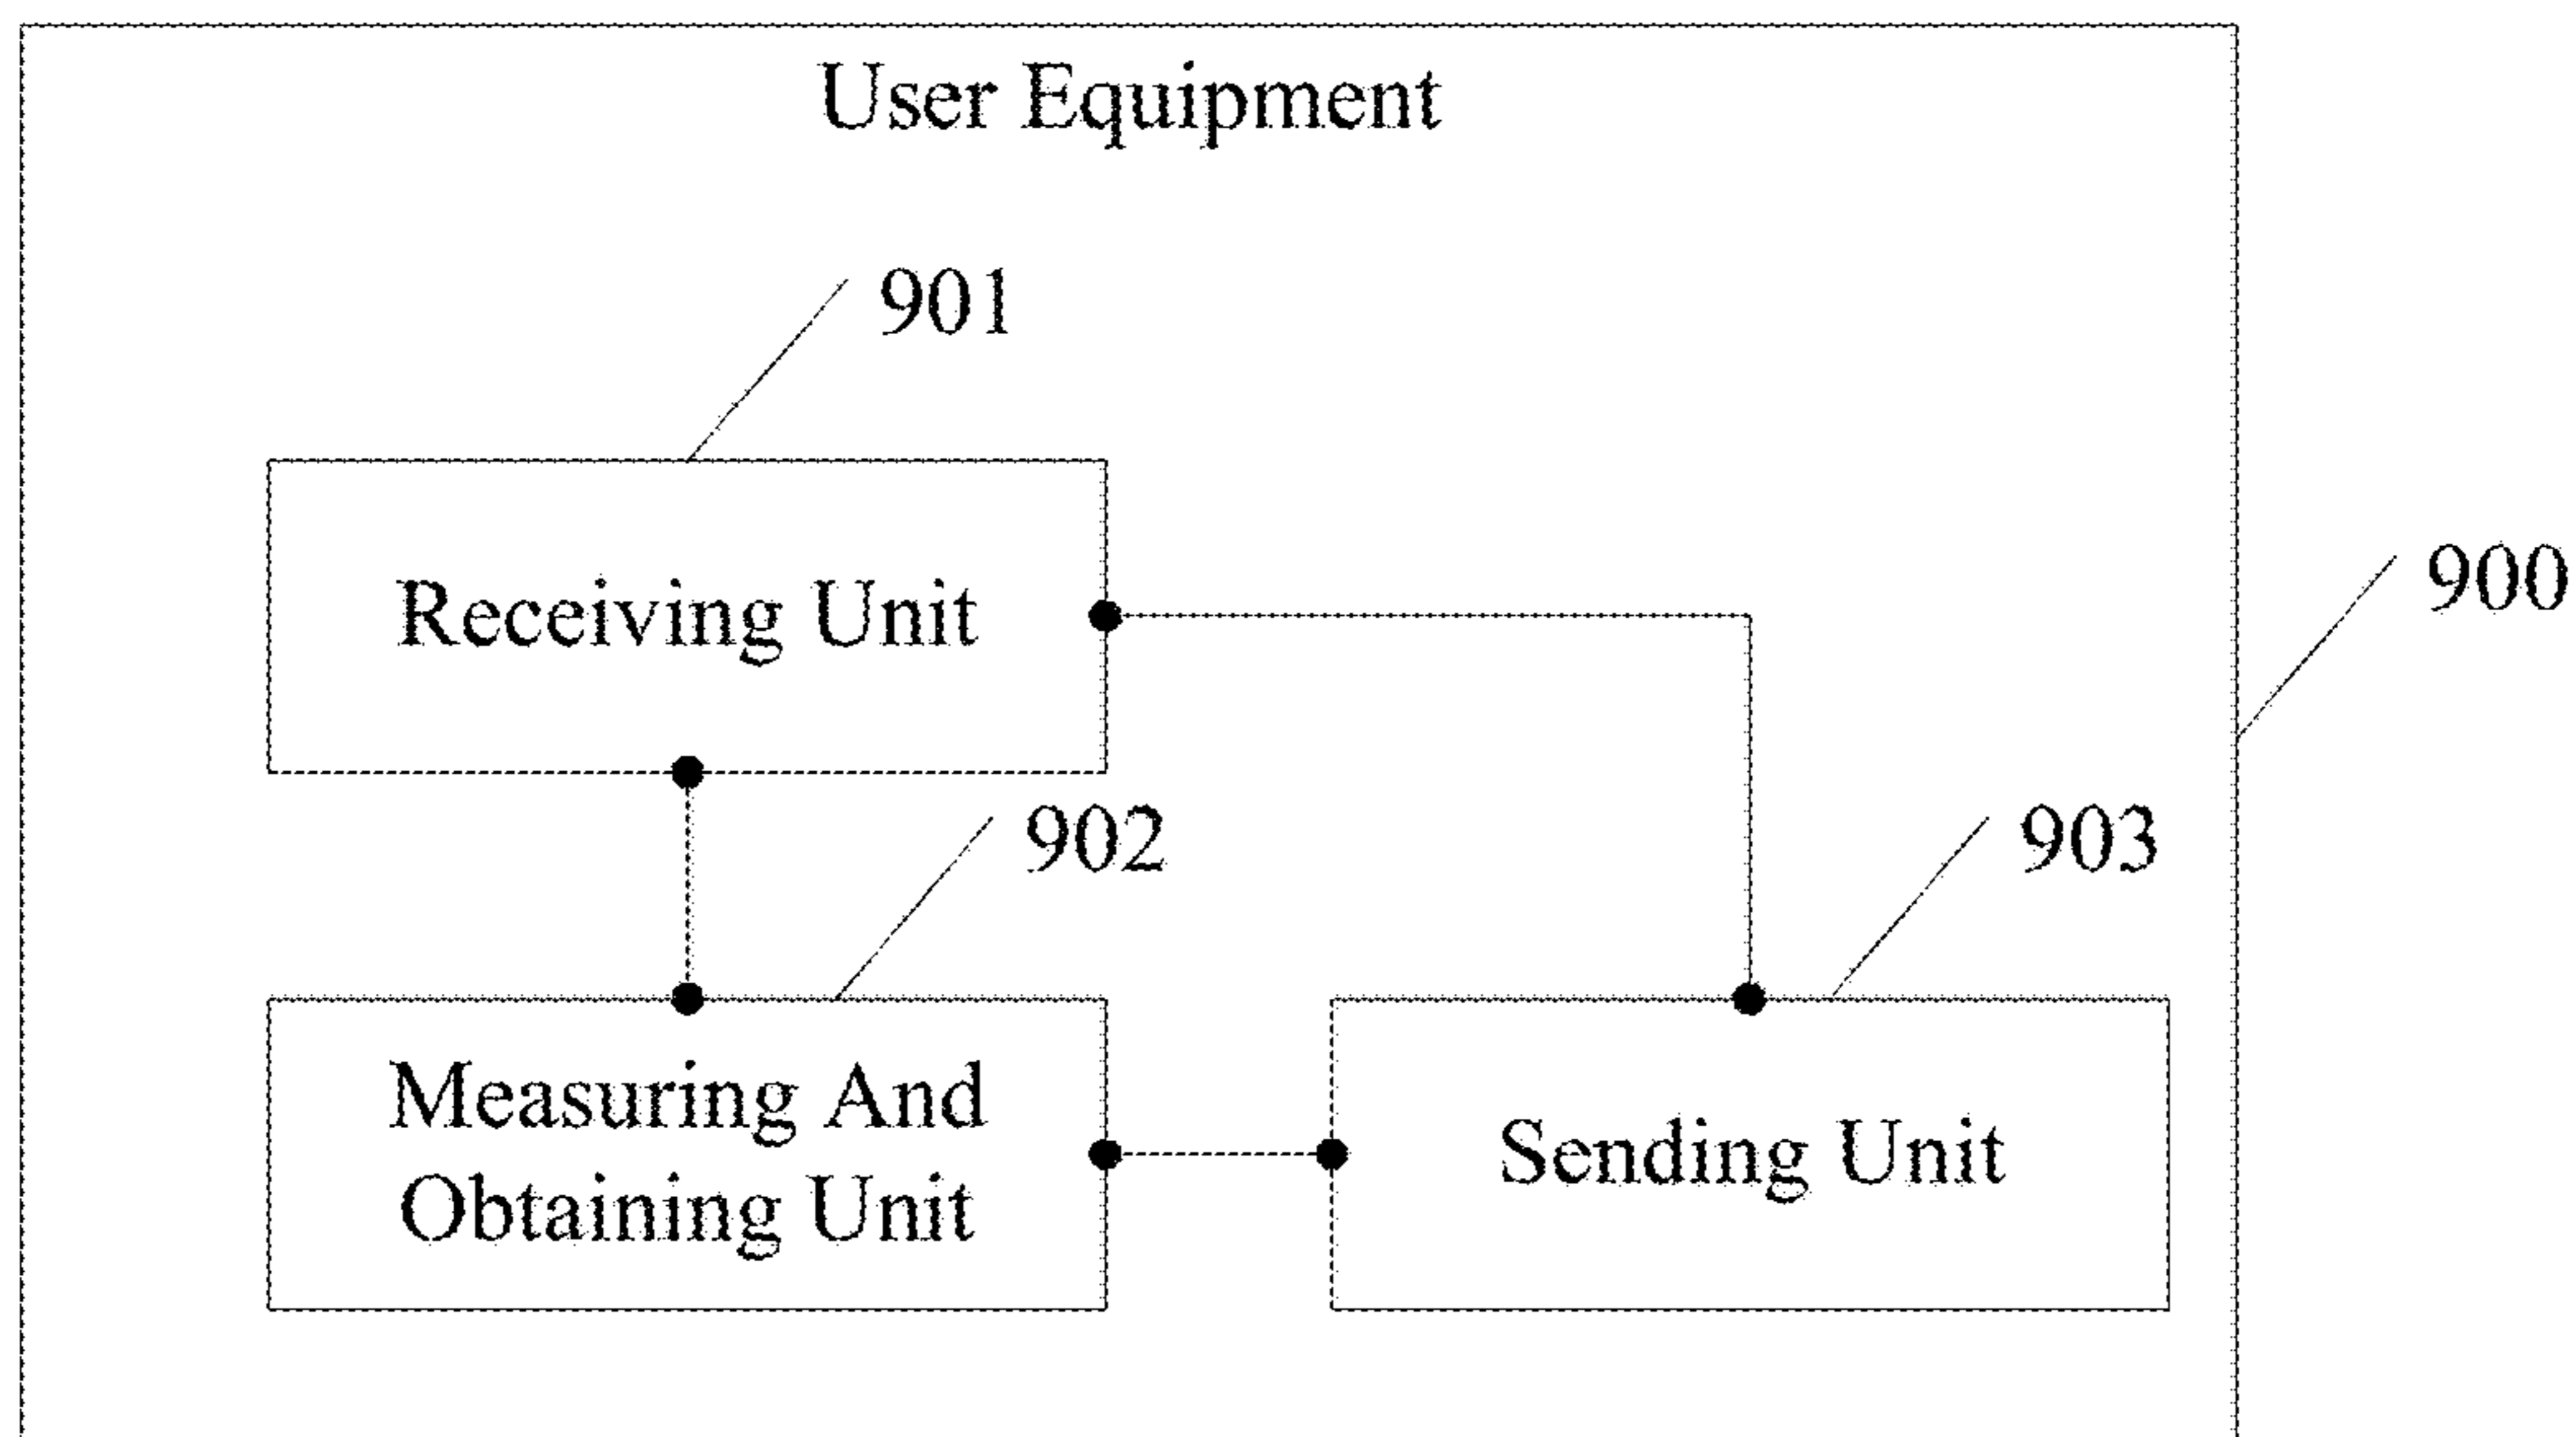 User Equipment
901
Receiving Unit
900
902
903
Measuring And
Obtaining Unit
Sending Unit